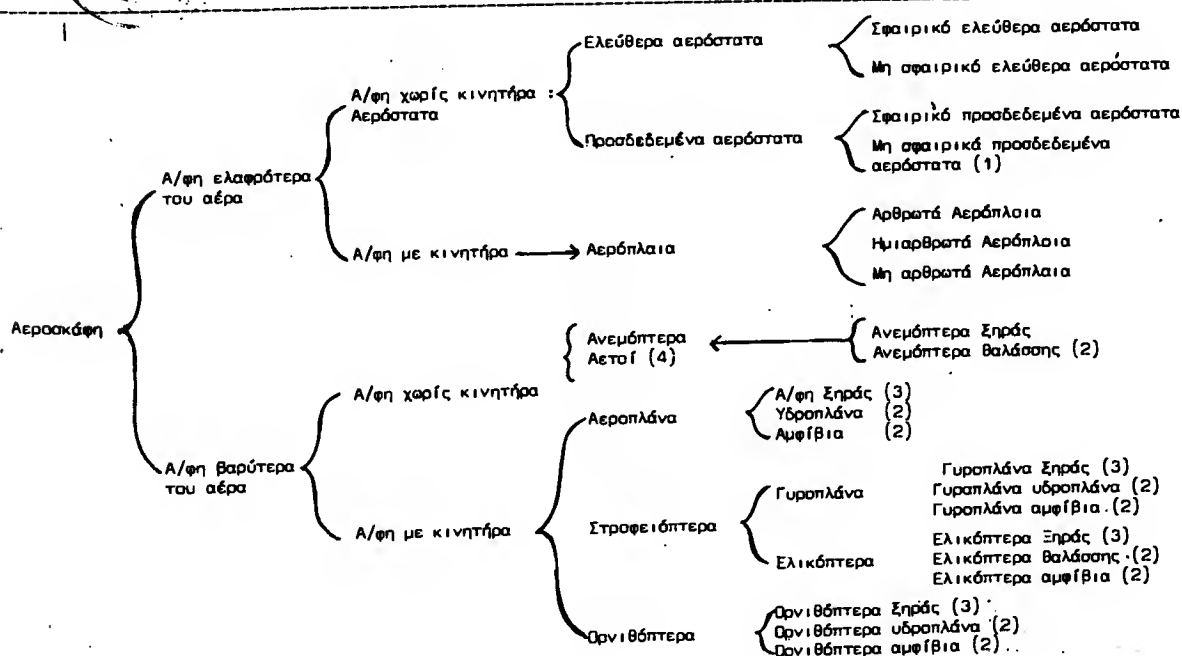 Ελεύθερα αερόστατα
Σφαιρικό ελεύθερα αερόστατα
Μη σφαιρικό ελεύθερα αερόστατα
Α/φη χωρίς κινητήρα :
Αερόστατα
Προσδεδεμένα αερόστατα
Σφαιρικό προσδεδεμένα αερόστατα
Μη σφαιρικά προσδεδεμένα
αερόστατα (1)
Α/φη ελαφρότερα
του αέρα
Α/φη με κινητήρα
Αερόπλαια
Αρθρωτά Αερόπλοια
Ημιαρθρωτά Αερόπλοια
Μη αρθρωτά Αερόπλαια
Αεροσκάφη
Ανεμόπτερα
Αετοί (4)
Ανεμόπτερα ξηράς
Ανεμόπτερα θαλάσσης (2)
Α/φη χωρίς κινητήρα
Α/φη βαρύτερα
του αέρα
Α/φη με κινητήρα
Αεροπλάνα
Α/φη ξηράς (3)
Υδροπλάνα (2)
Αμφίβια (2)
Στροφειόπτερα
Γυροπλάνα
Γυροπλάνα ξηράς (3)
Γυραπλάνα υδροπλάνα (2)
Γυροπλάνα αμφίβια (2)
Ελικόπτερα
Ελικόπτερα Ξηράς (3)
Ελικόπτερα θαλάσσης (2)
Ελικόπτερα αμφίβια (2)
Ορνιθόπτερα
Ορνιθόπτερα ξηράς (3)
Ορνιθόπτερα υδροπλάνα (2)
Ορνιθόπτερα αμφίβια (2)